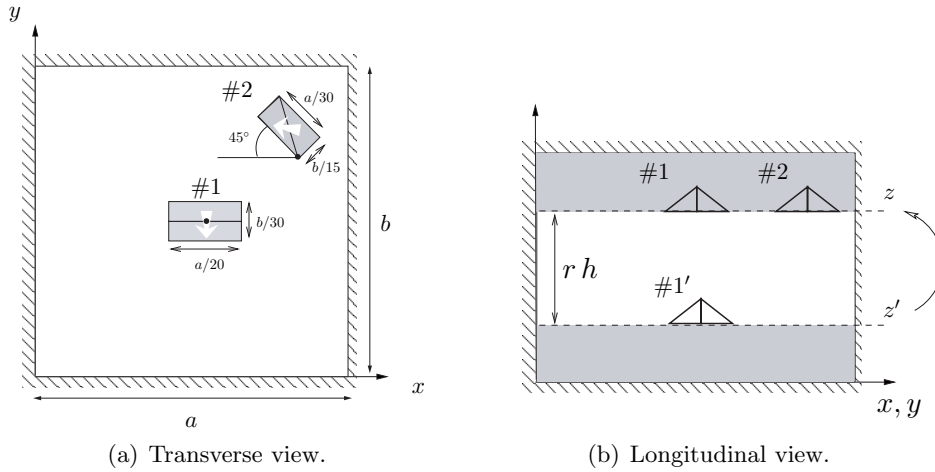 y
#2
a/30
45°
b/15
#1
b/30
a/20
b
x
a
(a) Transverse view.
#1
#2
z
r h
#1′
z′
x, y
(b) Longitudinal view.